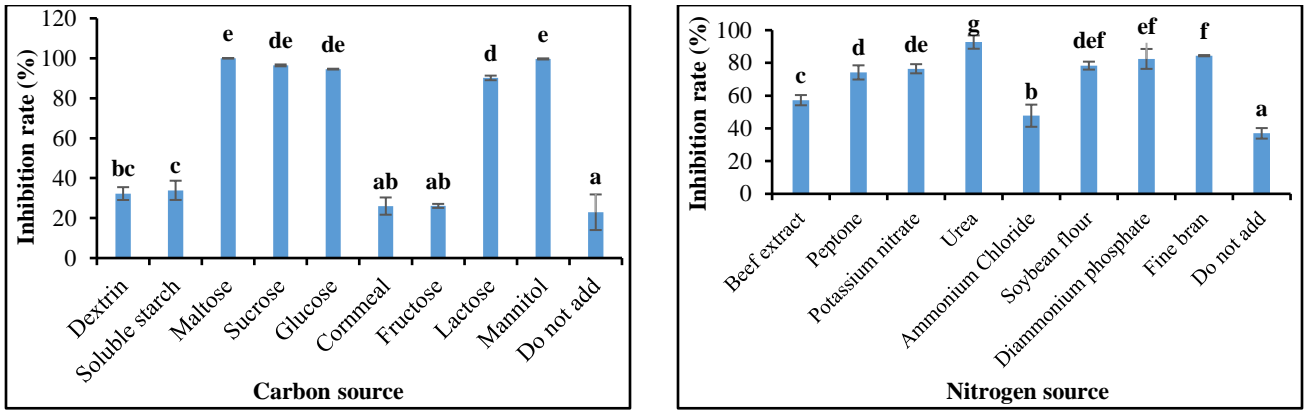 120
100
80
60
40
20
0
Inhibition rate (%)
bc
c
e
de
de
ab
ab
d
e
a
Dextrin
Soluble starch
Maltose
Sucrose
Glucose
Cornmeal
Fructose
Lactose
Mannitol
Do not add
Carbon source
100
80
60
40
20
0
Inhibition rate (%)
c
d
de
g
b
def
ef
f
a
Beef extract
Peptone
Potassium nitrate
Urea
Ammonium Chloride
Soybean flour
Diammonium phosphate
Fine bran
Do not add
Nitrogen source